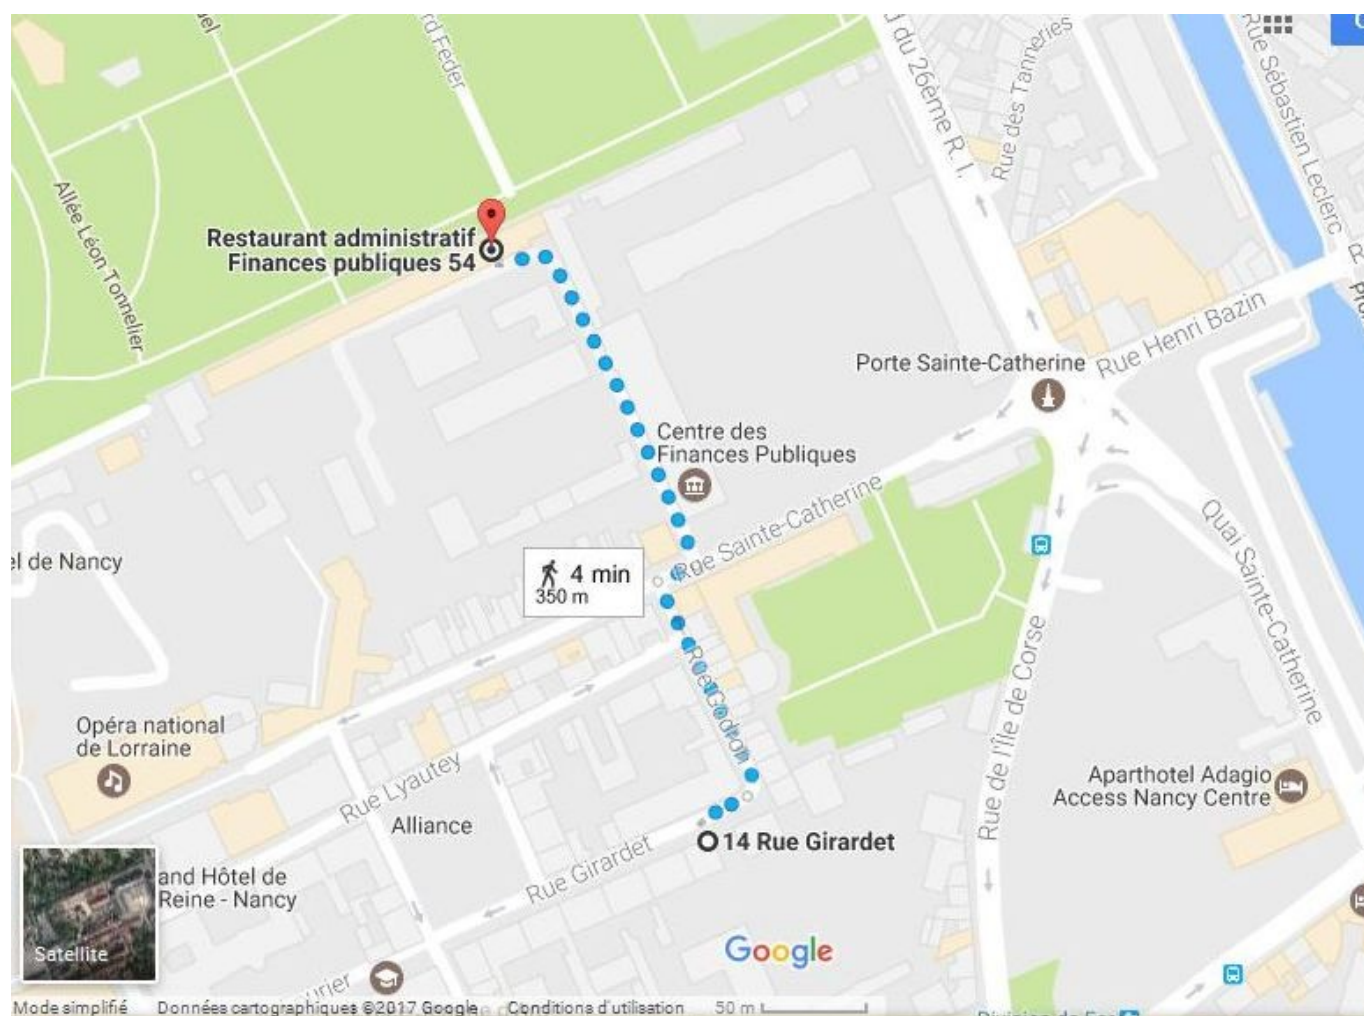 uel
rd Feder
d du 26ème R. I.
Rue des Tanneries
Rue Sébastien Leclerc
Allée Léon Tonnelier
Restaurant administratif
Finances publiques 54
Rue Henri Bazin
Porte Sainte-Catherine
Centre des
Finances Publiques
Rue Sainte-Catherine
Quai Sainte-Catherine
el de Nancy
4 min
350 m
Rue Godron
Rue de l'Île de Corse
Opéra national
de Lorraine
Rue Lyautey
Alliance
Aparthotel Adagio
Access Nancy Centre
14 Rue Girardet
Rue Girardet
and Hôtel de
Reine - Nancy
Satellite
Google
urier
Mode simplifié Données cartographiques ©2017 Google Conditions d'utilisation 50 m